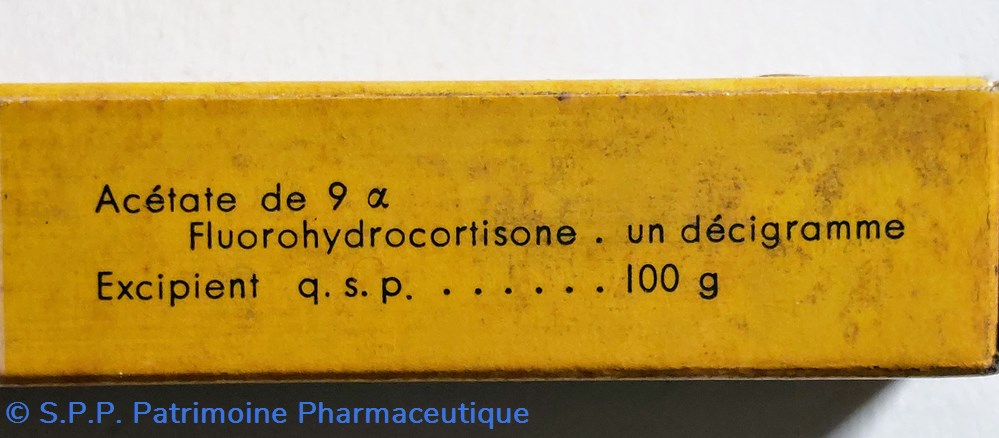 Acétate de 9 α
Fluorohydrocortisone . un décigramme
Excipient q. s. p. . . . . . . . 100 g
© S.P.P. Patrimoine Pharmaceutique